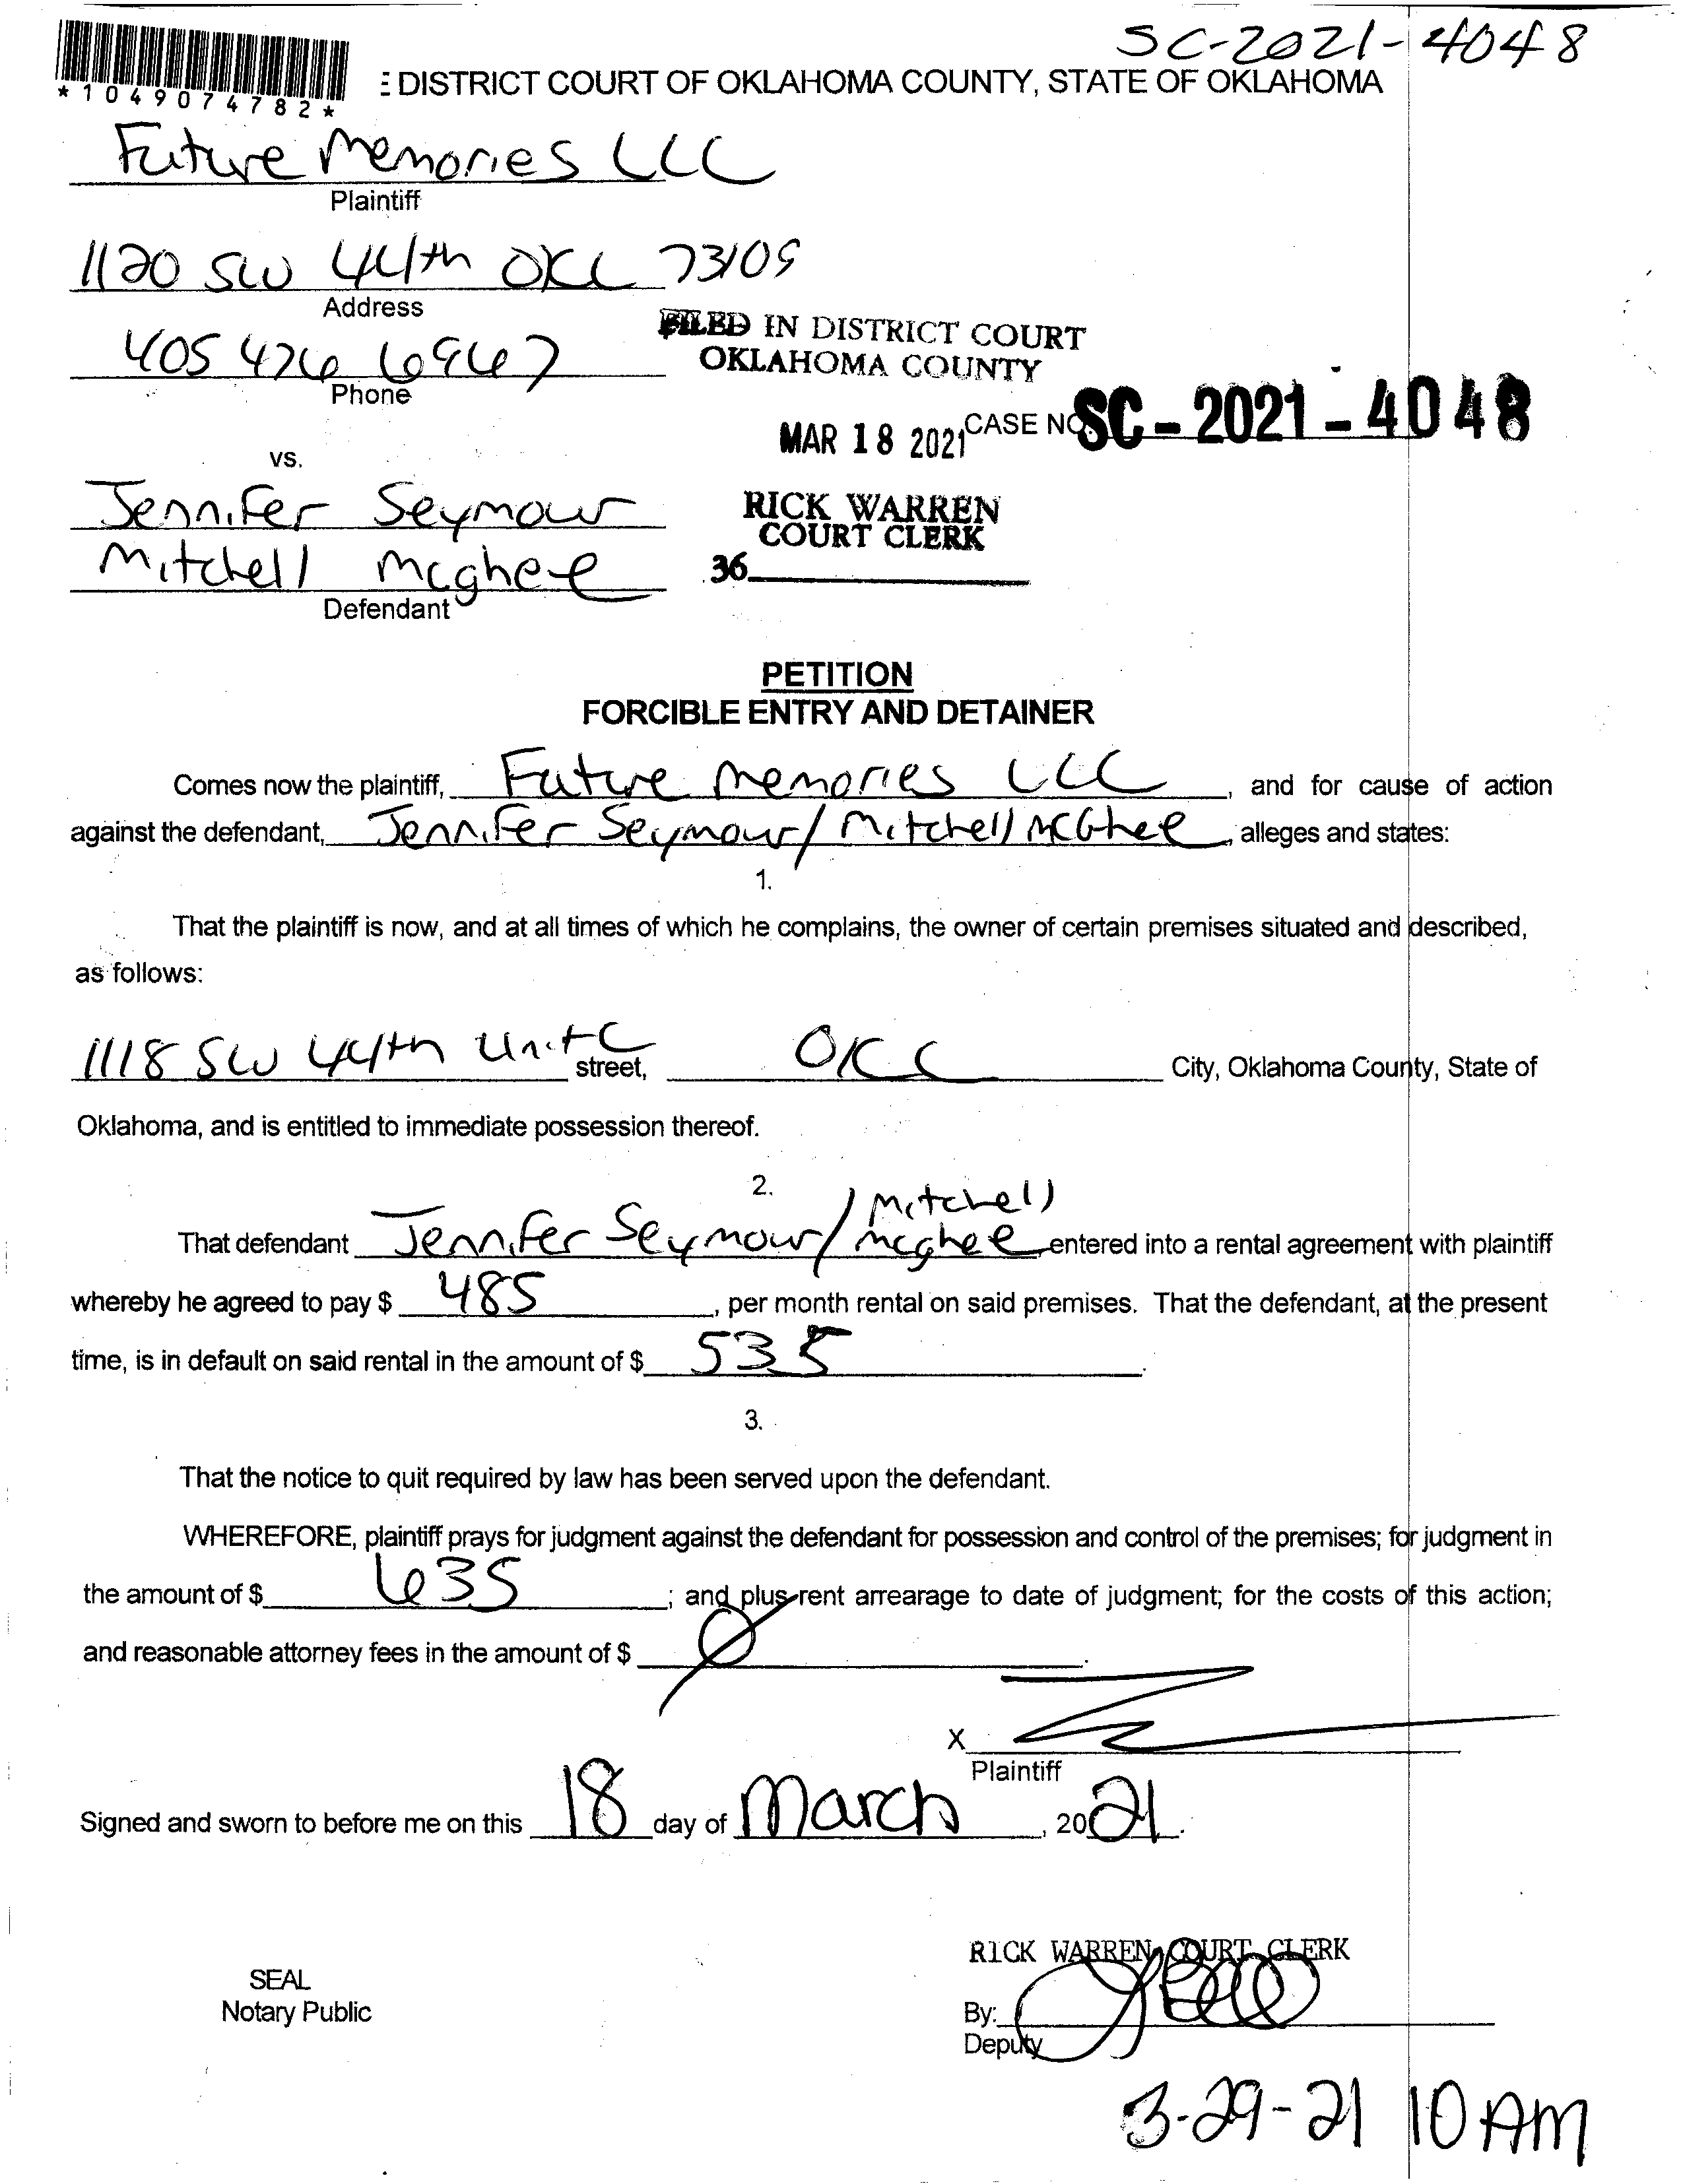 SC-2021-4048
*1049074782*
E DISTRICT COURT OF OKLAHOMA COUNTY, STATE OF OKLAHOMA
Future Memories LLC
Plaintiff
1120 SW 44th OKC 73109
Address
405 476 6967
Phone
FILED IN DISTRICT COURT
OKLAHOMA COUNTY
MAR 18 2021
CASE NO. SC-2021-4048
vs.
Jennifer Seymour
Mitchell Mcghee
Defendant
RICK WARREN
COURT CLERK
36
PETITION
FORCIBLE ENTRY AND DETAINER
Comes now the plaintiff, Future Memories LLC, and for cause of action
against the defendant, Jennifer Seymour/ Mitchell McGhee, alleges and states:
1.
That the plaintiff is now, and at all times of which he complains, the owner of certain premises situated and described,
as follows:
1118 SW 44th Unit C street, OKC City, Oklahoma County, State of
Oklahoma, and is entitled to immediate possession thereof.
2.
That defendant Jennifer Seymour/ Mitchell Mcghee entered into a rental agreement with plaintiff
whereby he agreed to pay $ 485, per month rental on said premises. That the defendant, at the present
time, is in default on said rental in the amount of $ 535.
3.
That the notice to quit required by law has been served upon the defendant.
WHEREFORE, plaintiff prays for judgment against the defendant for possession and control of the premises; for judgment in
the amount of $ 635; and plus rent arrearage to date of judgment; for the costs of this action;
and reasonable attorney fees in the amount of $ Ø.
X
Plaintiff
Signed and sworn to before me on this 18 day of March, 2021.
RICK WARREN, COURT CLERK
SEAL
Notary Public
By:
Deputy
3-29-21 10 AM